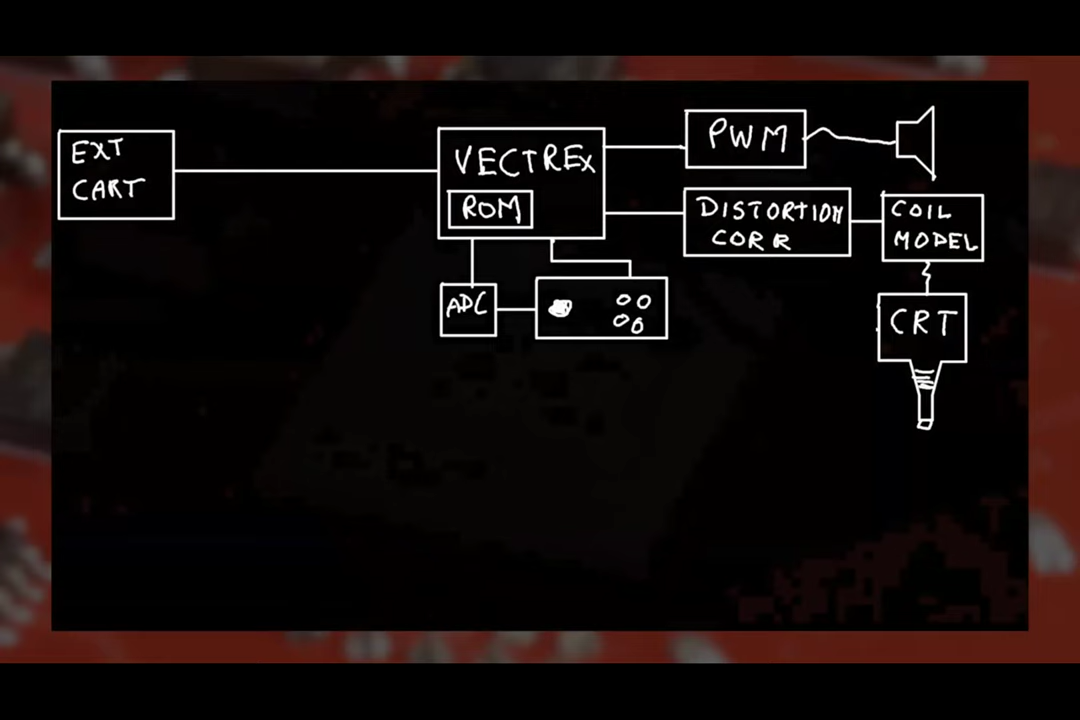 EXT
CART
VECTREX
ROM
PWM
DISTORTION
CORR
COIL
MODEL
ADC
CRT